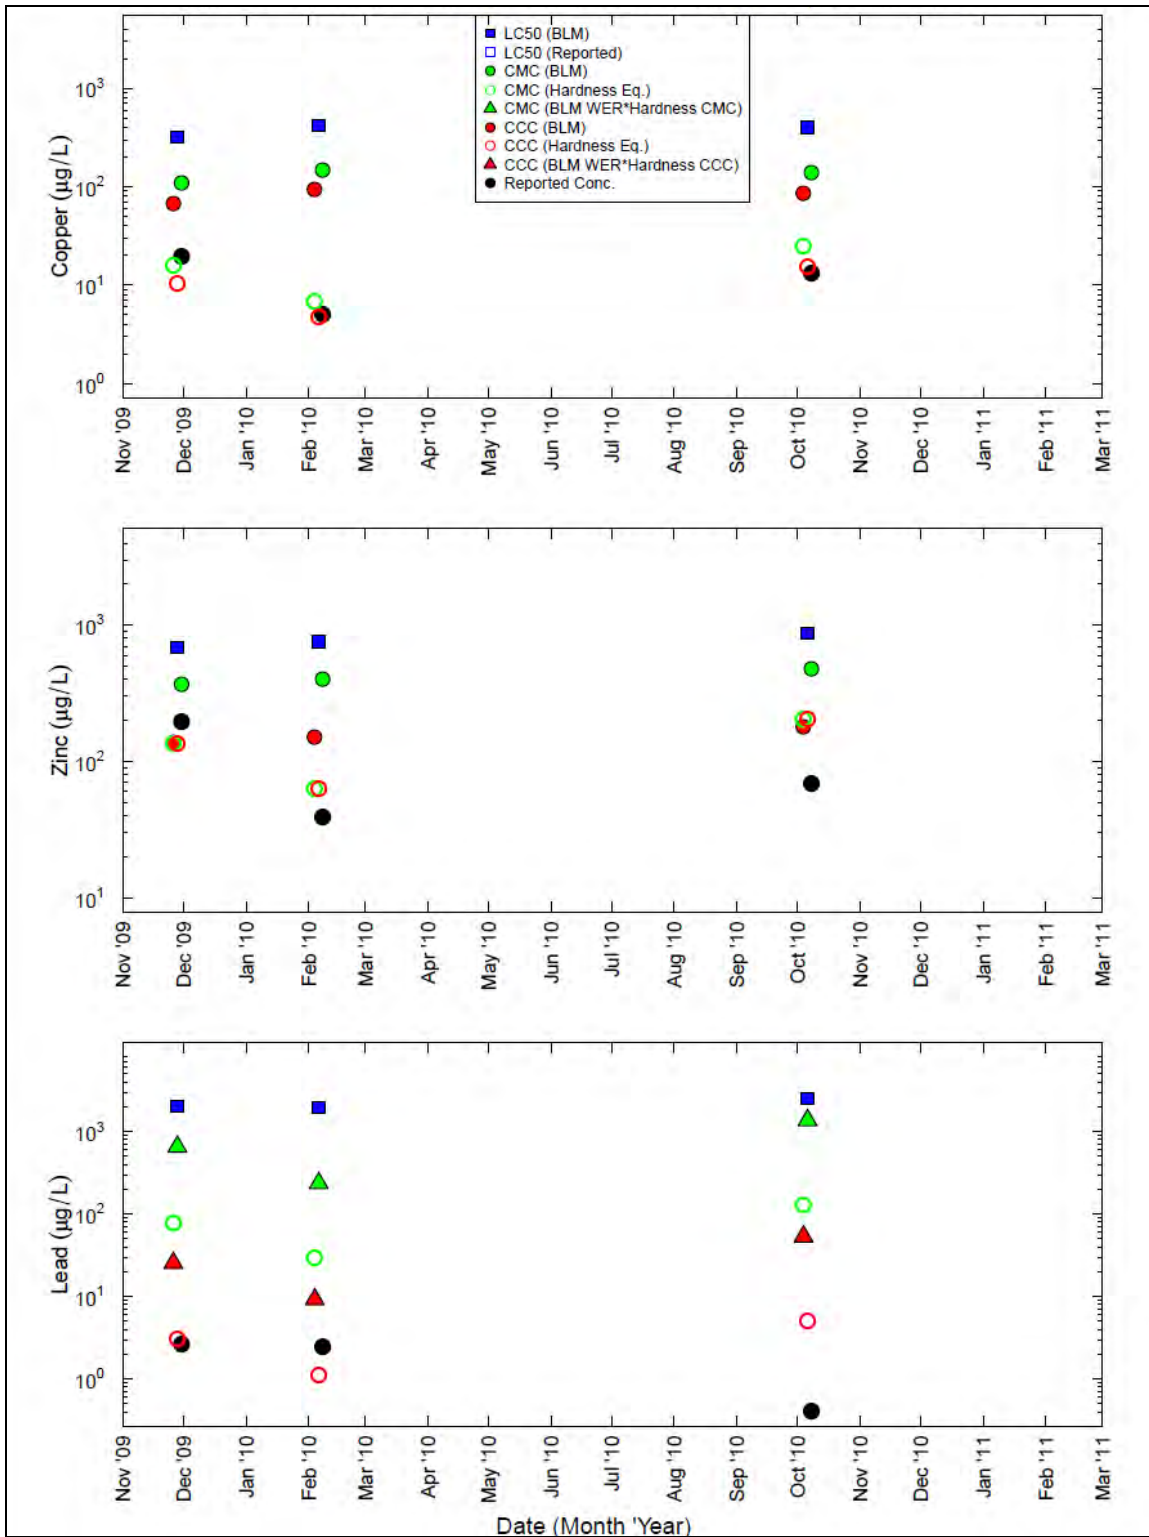 LC50 (BLM)
LC50 (Reported)
CMC (BLM)
CMC (Hardness Eq.)
CMC (BLM WER*Hardness CMC)
CCC (BLM)
CCC (Hardness Eq.)
CCC (BLM WER*Hardness CCC)
Reported Conc.
Copper (µg/L)
10³
10²
10¹
10⁰
Nov '09 Dec '09 Jan '10 Feb '10 Mar '10 Apr '10 May '10 Jun '10 Jul '10 Aug '10 Sep '10 Oct '10 Nov '10 Dec '10 Jan '11 Feb '11 Mar '11
Zinc (µg/L)
10³
10²
10¹
Nov '09 Dec '09 Jan '10 Feb '10 Mar '10 Apr '10 May '10 Jun '10 Jul '10 Aug '10 Sep '10 Oct '10 Nov '10 Dec '10 Jan '11 Feb '11 Mar '11
Lead (µg/L)
10³
10²
10¹
10⁰
Nov '09 Dec '09 Jan '10 Feb '10 Mar '10 Apr '10 May '10 Jun '10 Jul '10 Aug '10 Sep '10 Oct '10 Nov '10 Dec '10 Jan '11 Feb '11 Mar '11
Date (Month 'Year)